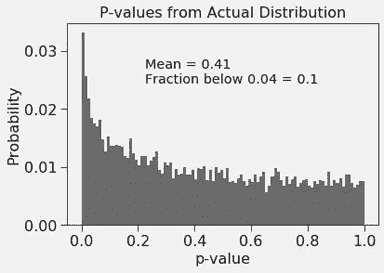 P-values from Actual Distribution
Mean = 0.41
Fraction below 0.04 = 0.1
Probability
0.03
0.02
0.01
0.00
0.0 0.2 0.4 0.6 0.8 1.0
p-value